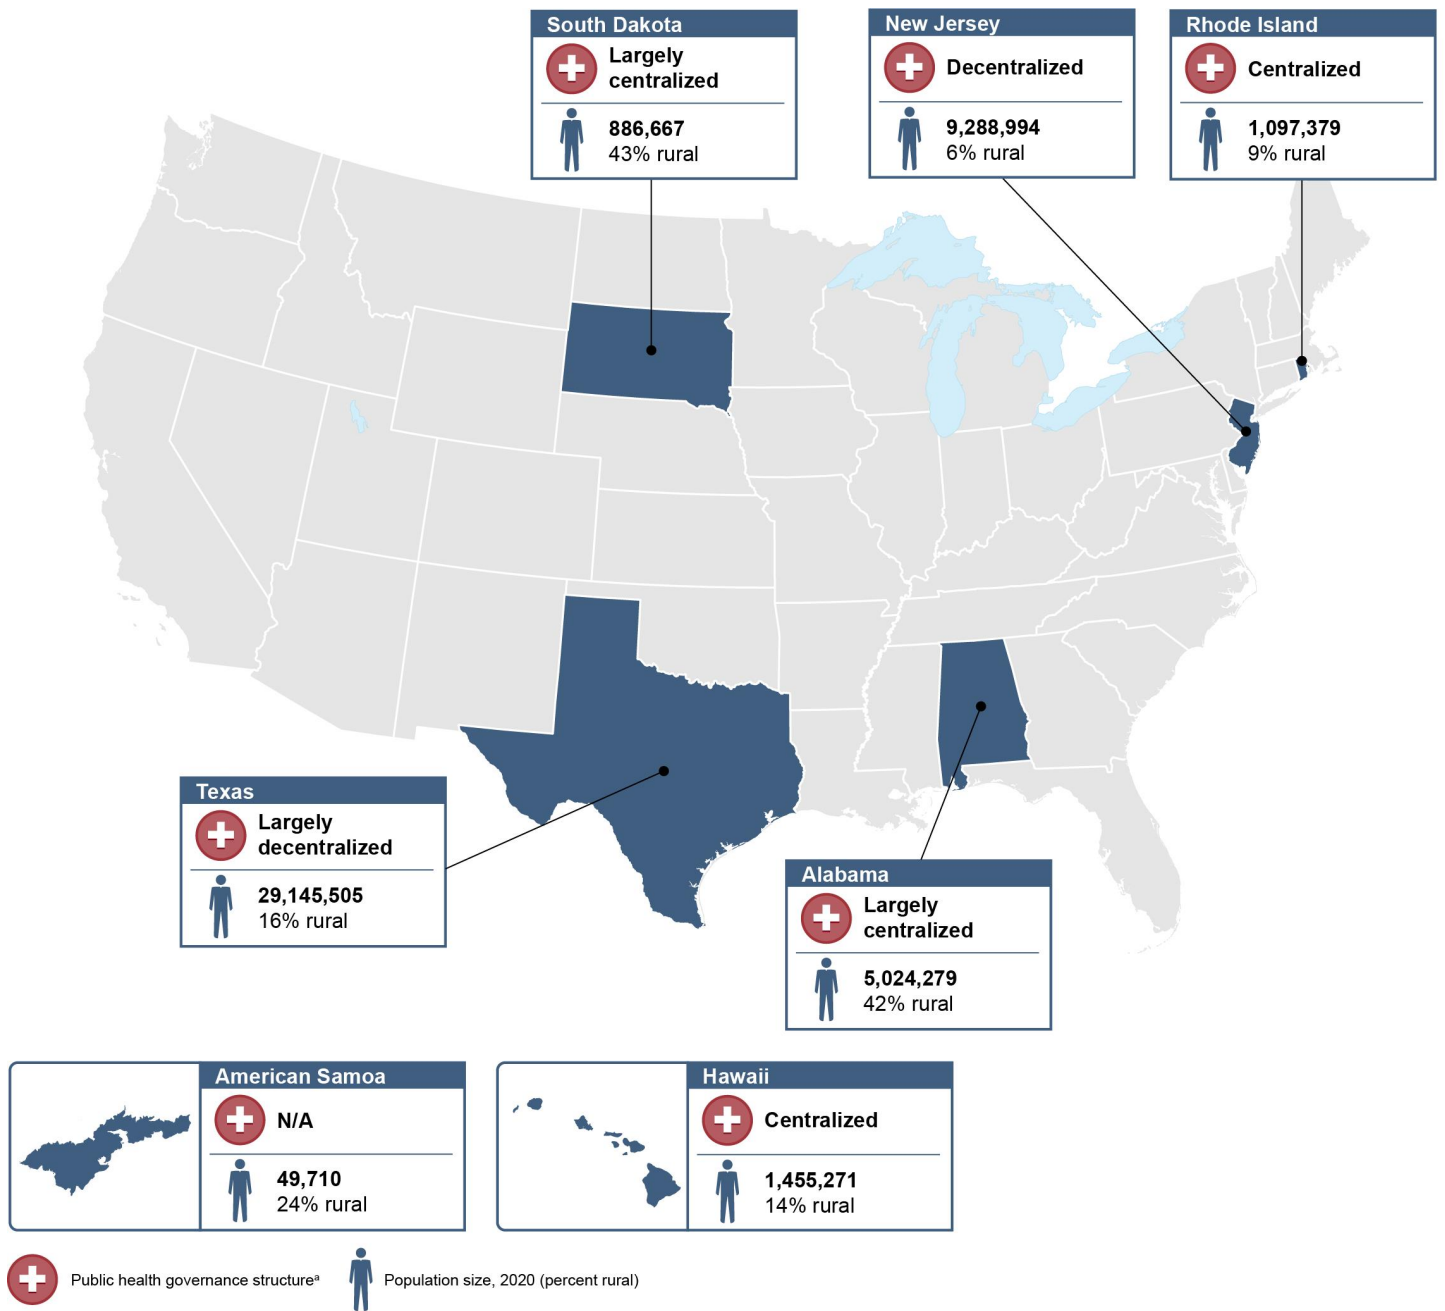 South Dakota
Largely
centralized
886,667
43% rural
New Jersey
Decentralized
9,288,994
6% rural
Rhode Island
Centralized
1,097,379
9% rural
Texas
Largely
decentralized
29,145,505
16% rural
Alabama
Largely
centralized
5,024,279
42% rural
American Samoa
N/A
49,710
24% rural
Hawaii
Centralized
1,455,271
14% rural
Public health governance structureª
Population size, 2020 (percent rural)